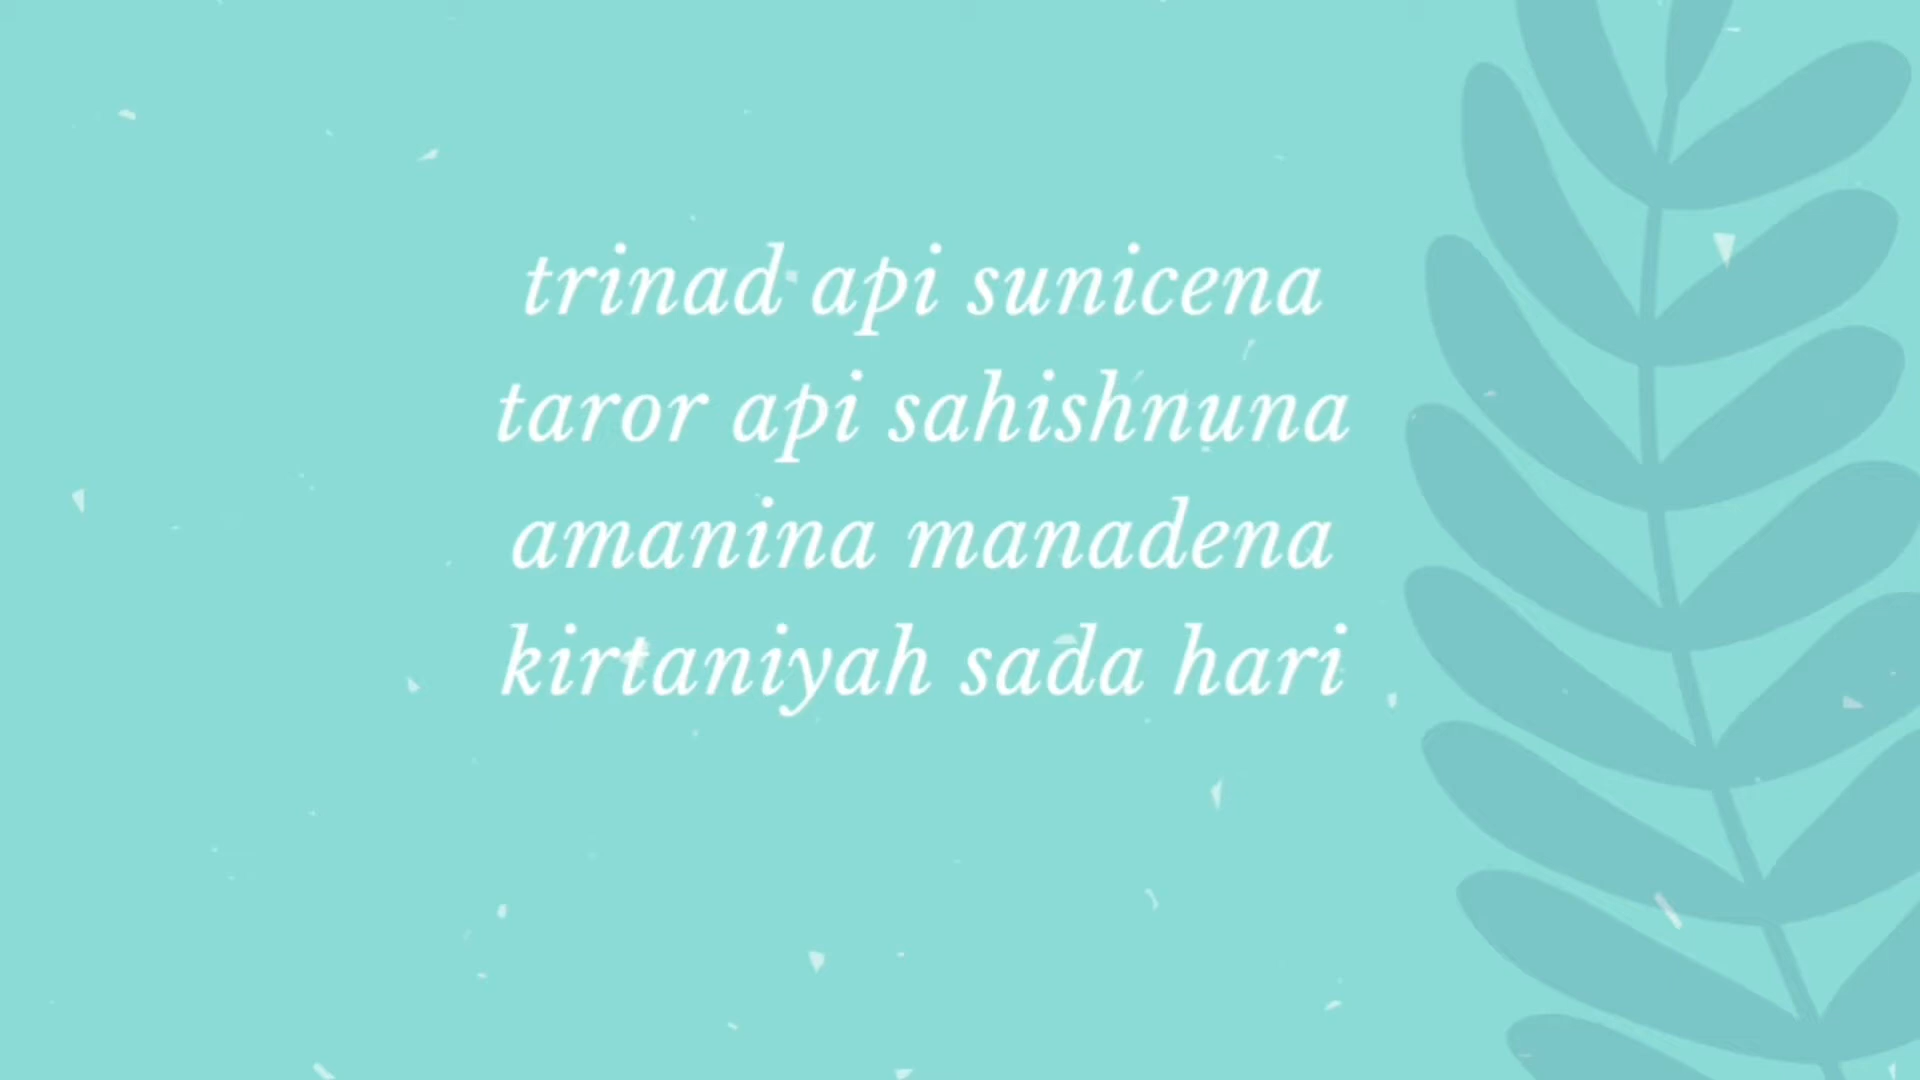 trinad api sunicena
taror api sahishnuna
amanina manadena
kirtaniyah sada hari